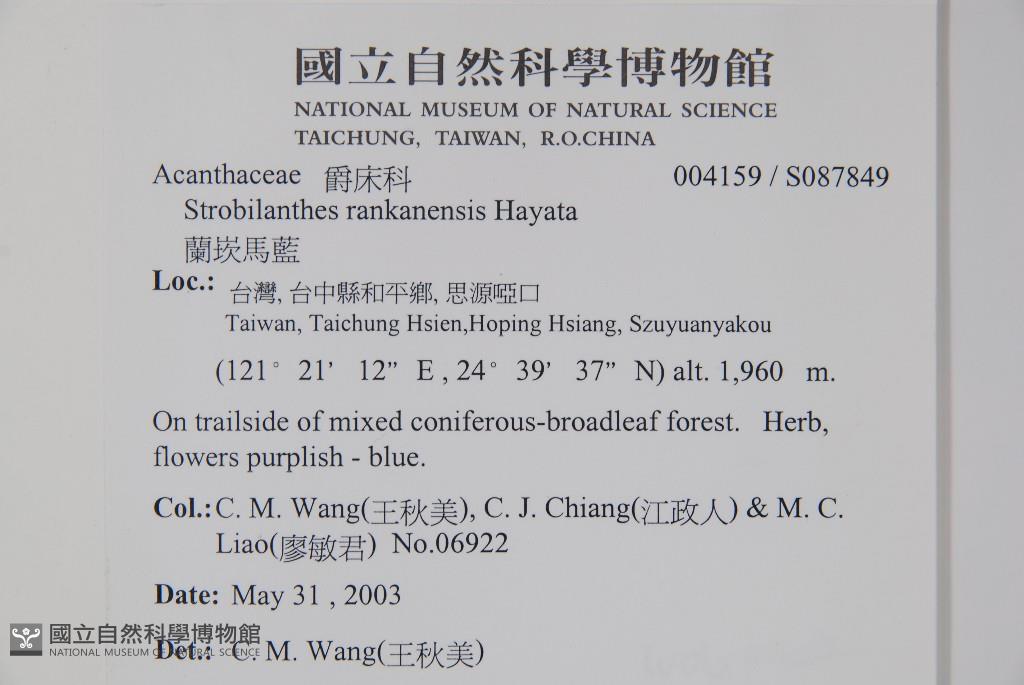 國立自然科學博物館
NATIONAL MUSEUM OF NATURAL SCIENCE
TAICHUNG, TAIWAN, R.O.CHINA
Acanthaceae 爵床科 004159 / S087849
Strobilanthes rankanensis Hayata
蘭崁馬藍
Loc.: 台灣, 台中縣和平鄉, 思源啞口
Taiwan, Taichung Hsien,Hoping Hsiang, Szuyuanyakou
(121° 21’ 12” E , 24° 39’ 37” N) alt. 1,960 m.
On trailside of mixed coniferous-broadleaf forest. Herb,
flowers purplish - blue.
Col.: C. M. Wang(王秋美), C. J. Chiang(江政人) & M. C.
Liao(廖敏君) No.06922
Date: May 31 , 2003
Det.: C. M. Wang(王秋美)
國立自然科學博物館
NATIONAL MUSEUM OF NATURAL SCIENCE